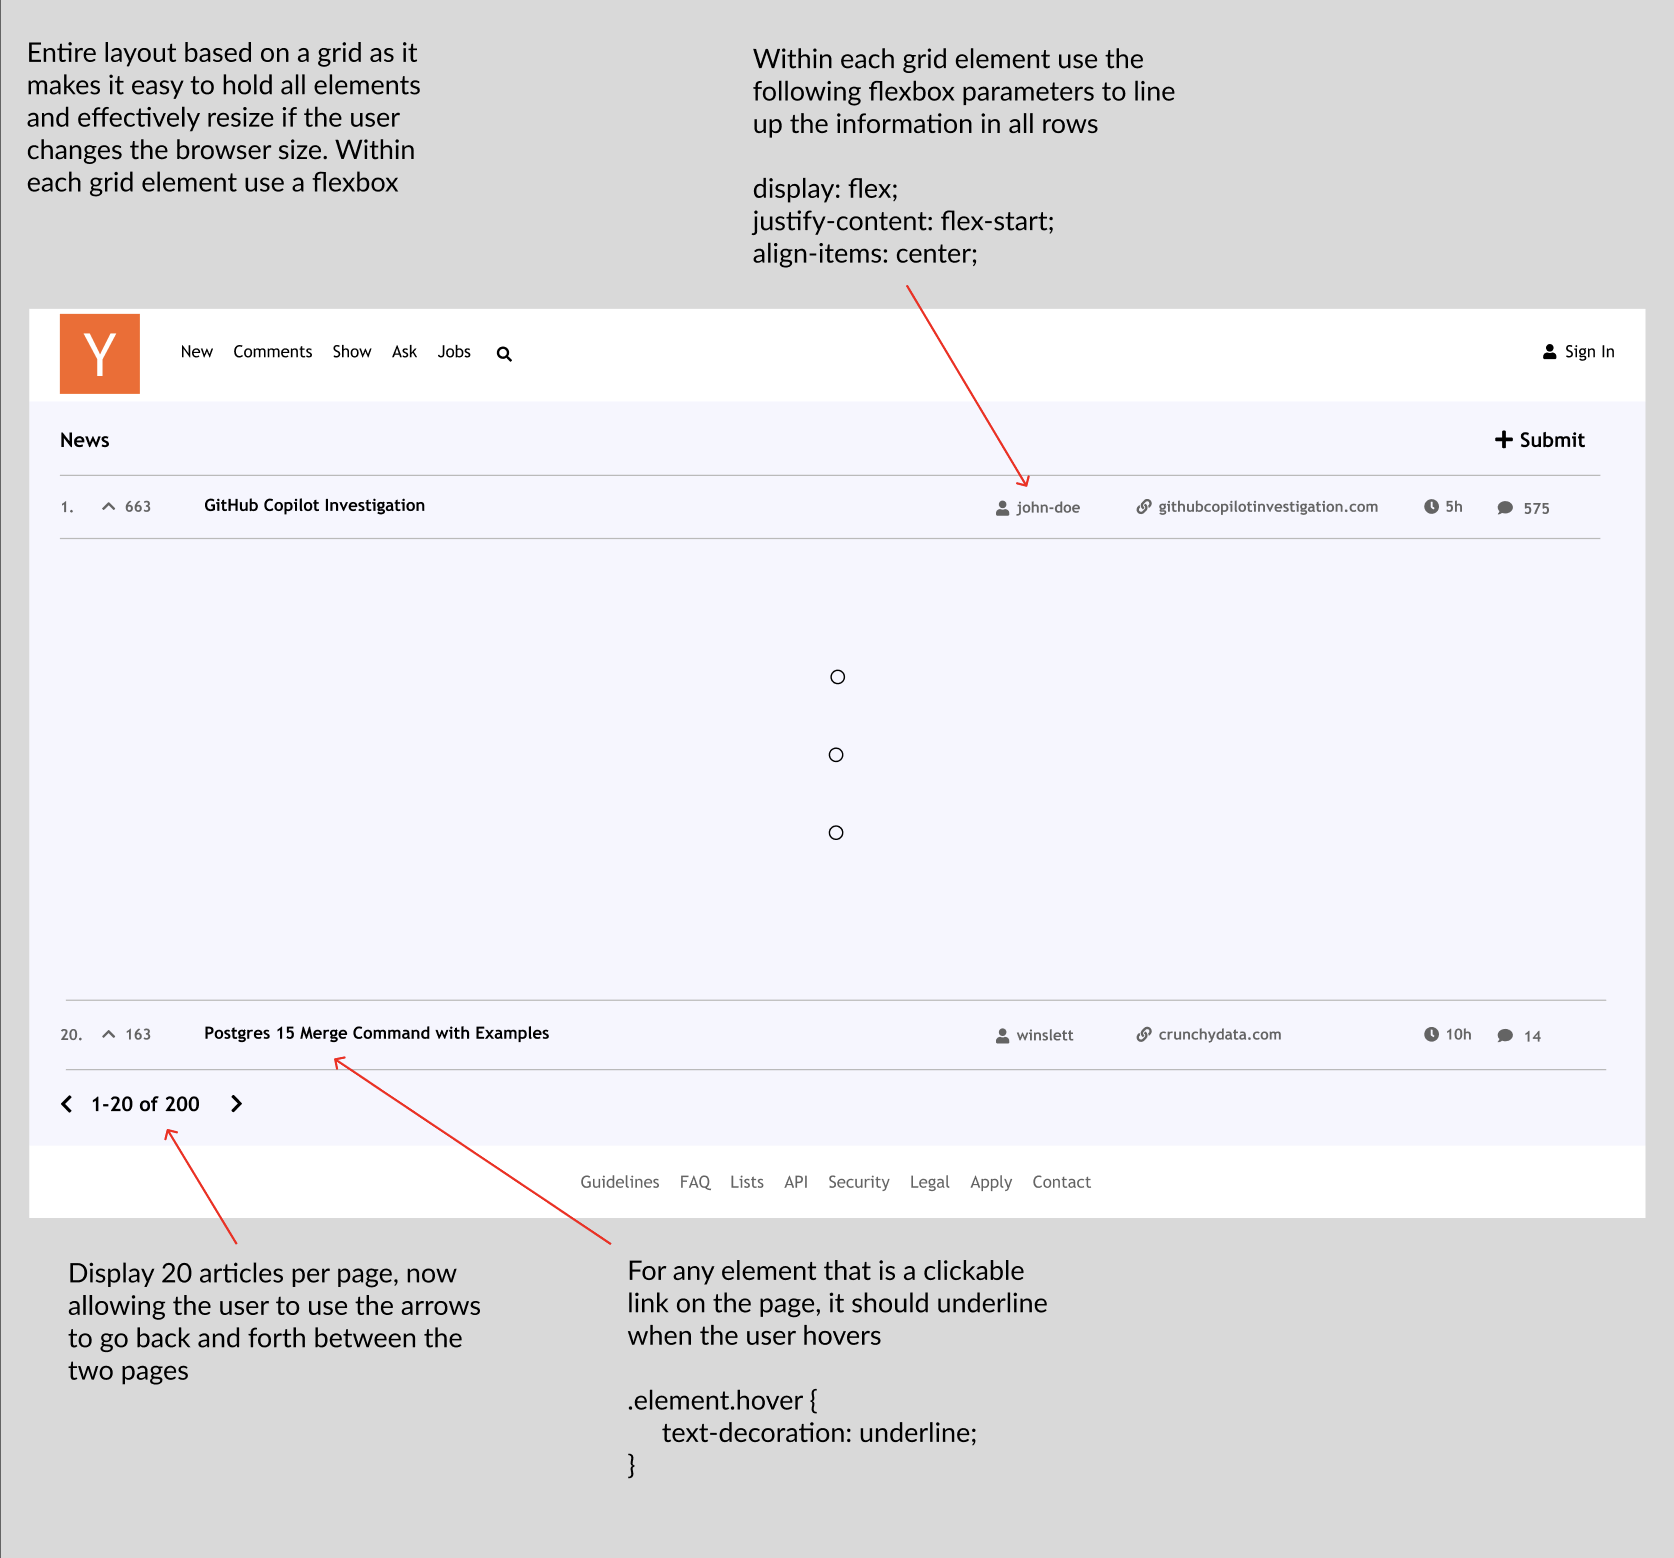 Entire layout based on a grid as it
makes it easy to hold all elements
and effectively resize if the user
changes the browser size. Within
each grid element use a flexbox
Within each grid element use the
following flexbox parameters to line
up the information in all rows
display: flex;
justify-content: flex-start;
align-items: center;
Y New Comments Show Ask Jobs Sign In
News Submit
1. 663 GitHub Copilot Investigation john-doe githubcopilotinvestigation.com 5h 575
20. 163 Postgres 15 Merge Command with Examples winslett crunchydata.com 10h 14
1-20 of 200
Guidelines FAQ Lists API Security Legal Apply Contact
Display 20 articles per page, now
allowing the user to use the arrows
to go back and forth between the
two pages
For any element that is a clickable
link on the page, it should underline
when the user hovers
.element.hover {
text-decoration: underline;
}